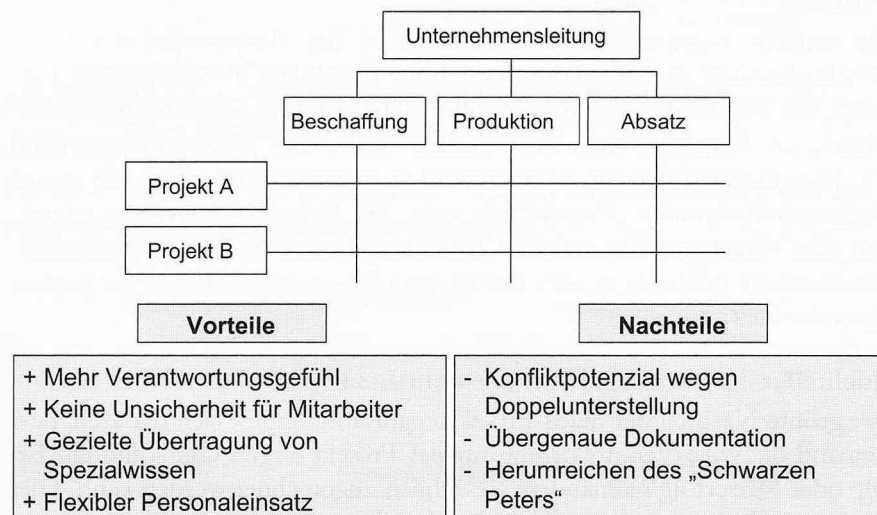 Unternehmensleitung
Beschaffung
Produktion
Absatz
Projekt A
Projekt B
Vorteile
+ Mehr Verantwortungsgefühl
+ Keine Unsicherheit für Mitarbeiter
+ Gezielte Übertragung von
Spezialwissen
+ Flexibler Personaleinsatz
Nachteile
- Konfliktpotenzial wegen
Doppelunterstellung
- Übergenaue Dokumentation
- Herumreichen des „Schwarzen
Peters“